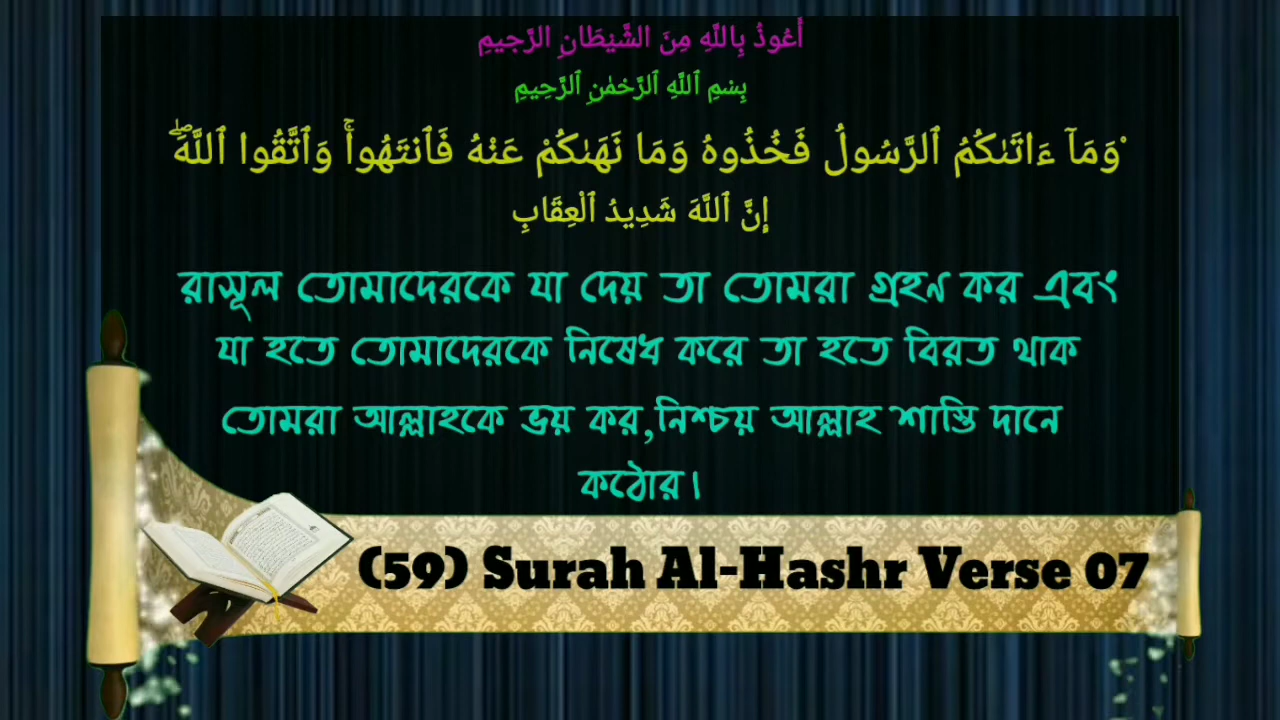 أَعُوذُ بِاللَّهِ مِنَ الشَّيْطَانِ الرَّجِيمِ
بِسْمِ ٱللَّهِ ٱلرَّحْمَٰنِ ٱلرَّحِيمِ
وَمَآ ءَاتَىٰكُمُ ٱلرَّسُولُ فَخُذُوهُ وَمَا نَهَىٰكُمْ عَنْهُ فَٱنتَهُوا۟ۚ وَٱتَّقُوا ٱللَّهَۖ
إِنَّ ٱللَّهَ شَدِيدُ ٱلْعِقَابِ
রাসূল তোমাদেরকে যা দেয় তা তোমরা গ্রহণ কর এবং
যা হতে তোমাদেরকে নিষেধ করে তা হতে বিরত থাক
তোমরা আল্লাহকে ভয় কর,নিশ্চয় আল্লাহ শাস্তি দানে
কঠোর।
(59) Surah Al-Hashr Verse 07